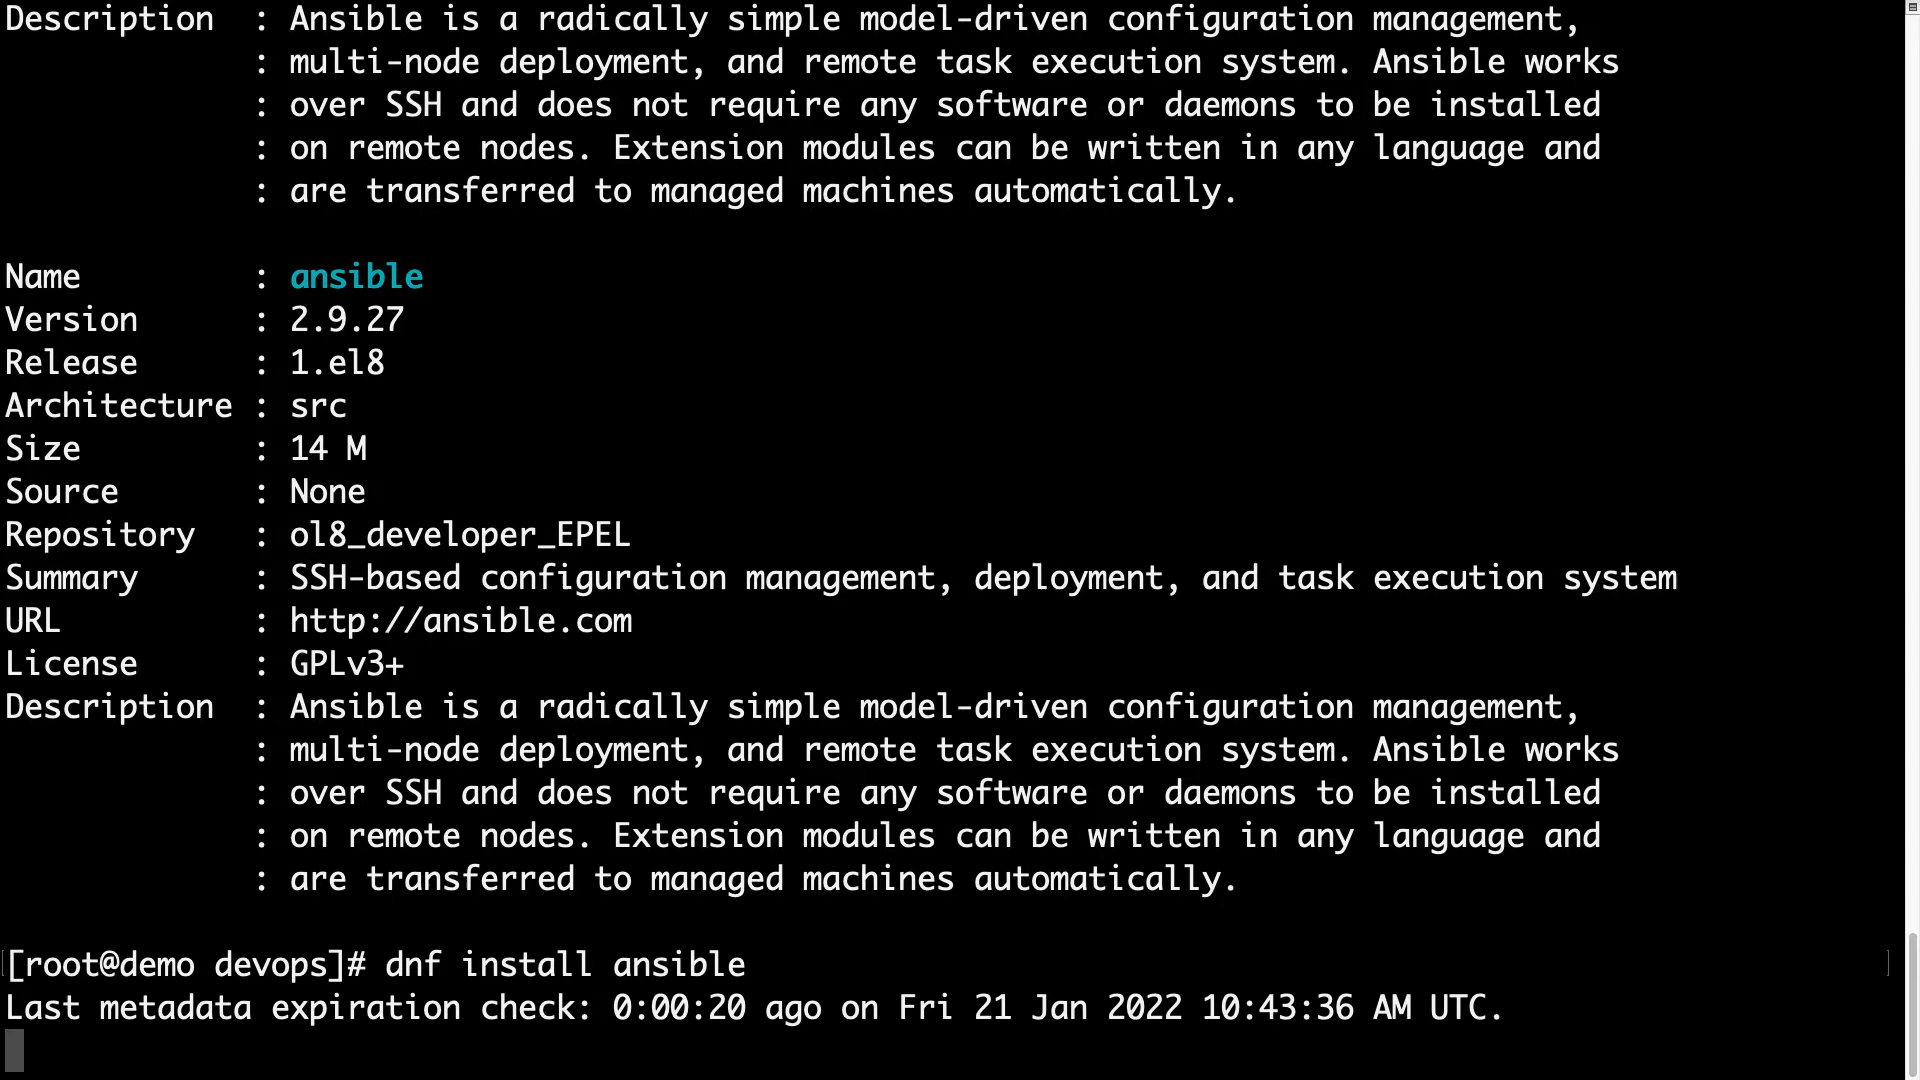 Description  : Ansible is a radically simple model-driven configuration management,
             : multi-node deployment, and remote task execution system. Ansible works
             : over SSH and does not require any software or daemons to be installed
             : on remote nodes. Extension modules can be written in any language and
             : are transferred to managed machines automatically.

Name         : ansible
Version      : 2.9.27
Release      : 1.el8
Architecture : src
Size         : 14 M
Source       : None
Repository   : ol8_developer_EPEL
Summary      : SSH-based configuration management, deployment, and task execution system
URL          : http://ansible.com
License      : GPLv3+
Description  : Ansible is a radically simple model-driven configuration management,
             : multi-node deployment, and remote task execution system. Ansible works
             : over SSH and does not require any software or daemons to be installed
             : on remote nodes. Extension modules can be written in any language and
             : are transferred to managed machines automatically.

[root@demo devops]# dnf install ansible
Last metadata expiration check: 0:00:20 ago on Fri 21 Jan 2022 10:43:36 AM UTC.